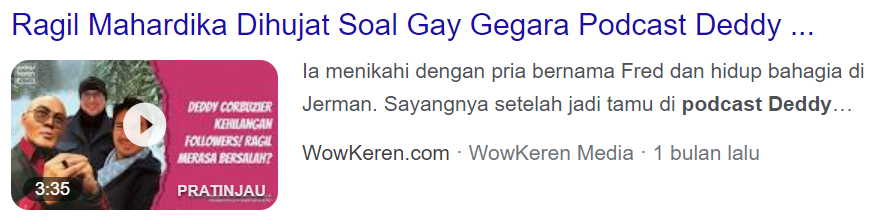 Ragil Mahardika Dihujat Soal Gay Gegara Podcast Deddy ...
Ia menikahi dengan pria bernama Fred dan hidup bahagia di
Jerman. Sayangnya setelah jadi tamu di podcast Deddy…
WowKeren.com · WowKeren Media · 1 bulan lalu
DEDDY CORBUZIER
KEHILANGAN
FOLLOWERS! RAGIL
MERASA BERSALAH?
3:35
PRATINJAU